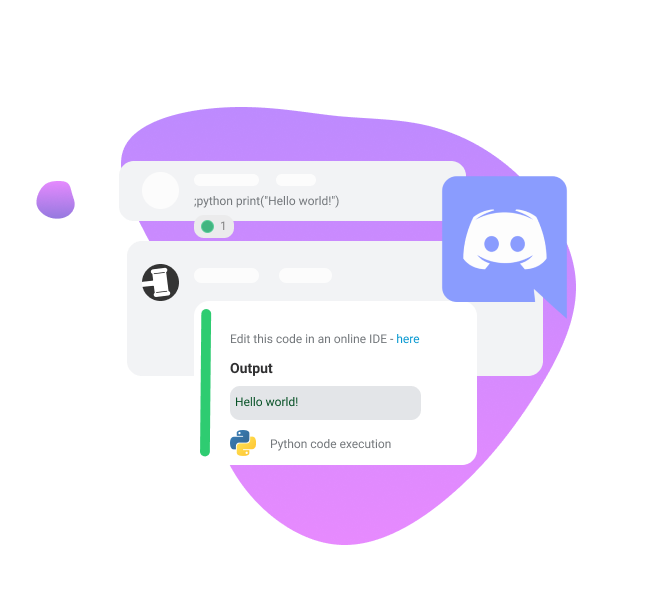 ;python print("Hello world!")
1
Edit this code in an online IDE - here
Output
Hello world!
Python code execution